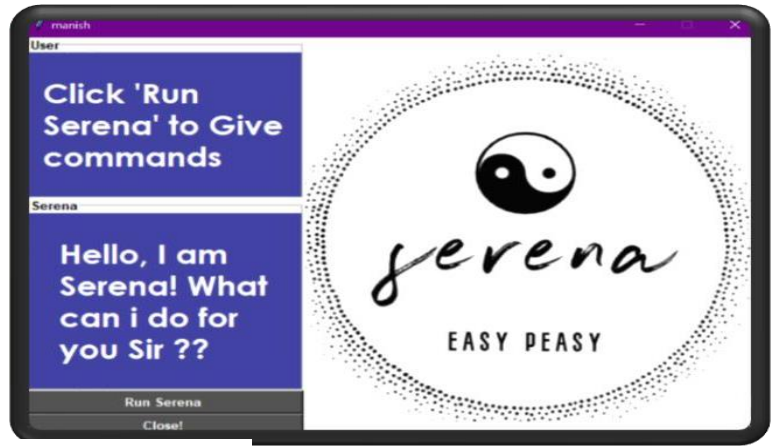 manish
User
Click 'Run
Serena' to Give
commands
Serena
Hello, I am
Serena! What
can i do for
you Sir ??
Run Serena
Close!
serena
EASY PEASY